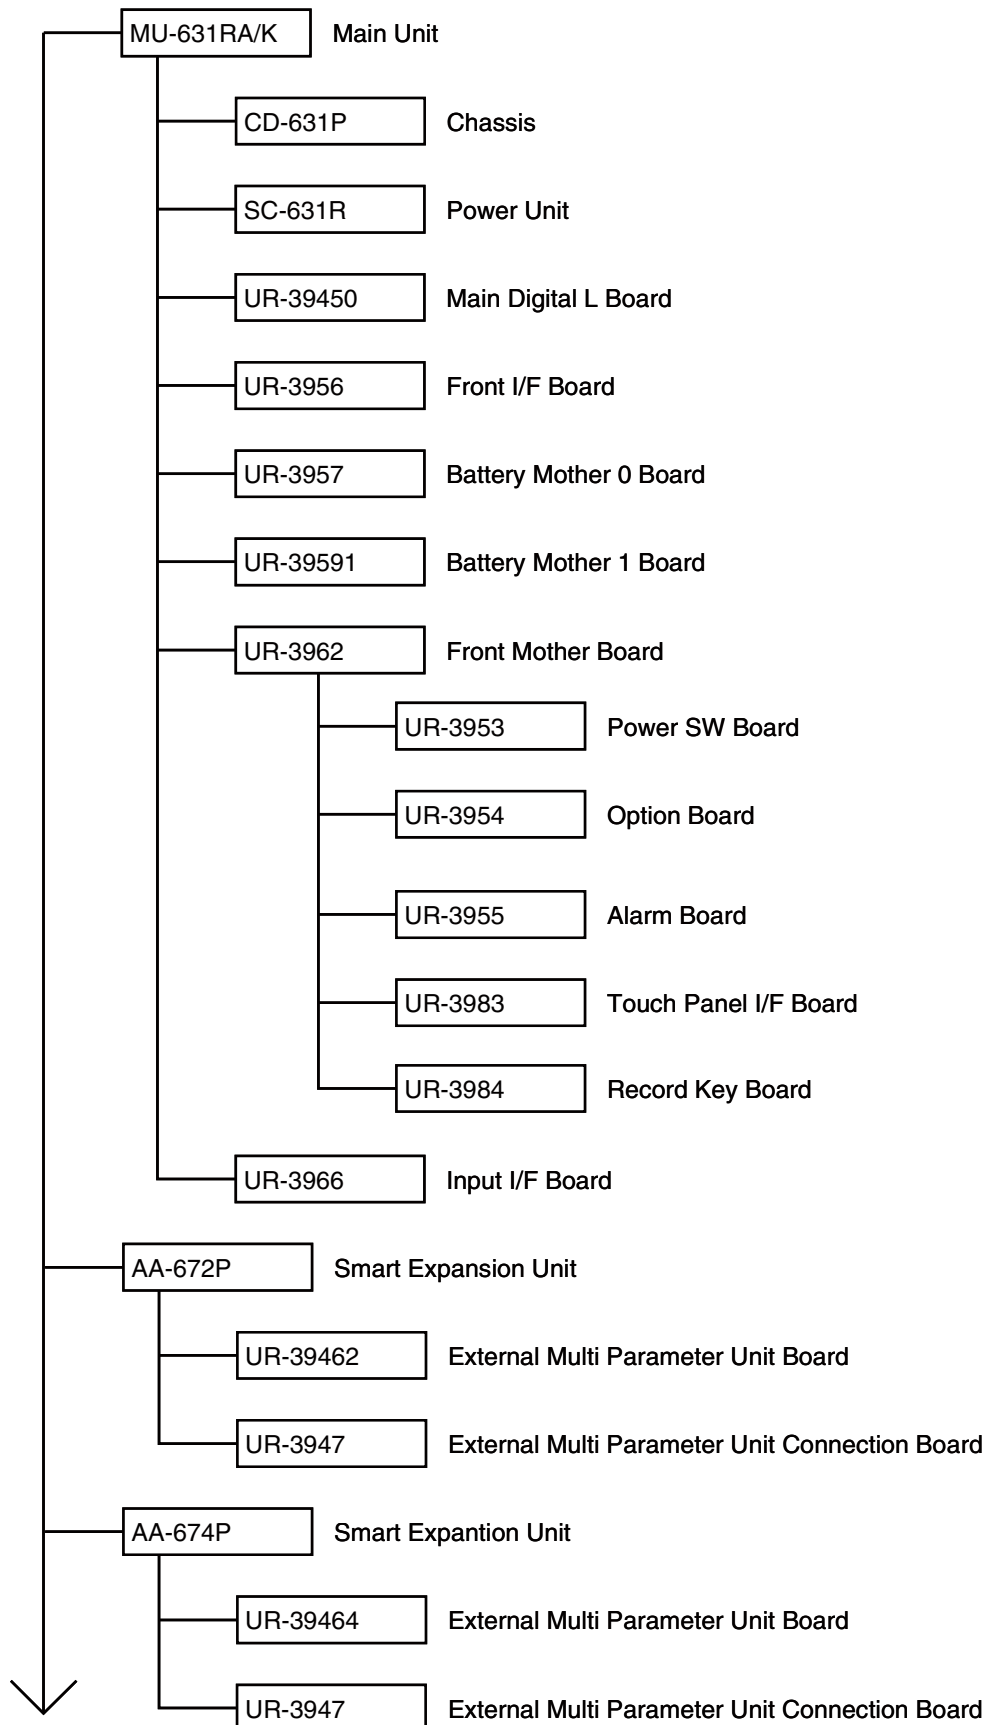 MU-631RA/K Main Unit
CD-631P Chassis
SC-631R Power Unit
UR-39450 Main Digital L Board
UR-3956 Front I/F Board
UR-3957 Battery Mother 0 Board
UR-39591 Battery Mother 1 Board
UR-3962 Front Mother Board
UR-3953 Power SW Board
UR-3954 Option Board
UR-3955 Alarm Board
UR-3983 Touch Panel I/F Board
UR-3984 Record Key Board
UR-3966 Input I/F Board
AA-672P Smart Expansion Unit
UR-39462 External Multi Parameter Unit Board
UR-3947 External Multi Parameter Unit Connection Board
AA-674P Smart Expantion Unit
UR-39464 External Multi Parameter Unit Board
UR-3947 External Multi Parameter Unit Connection Board